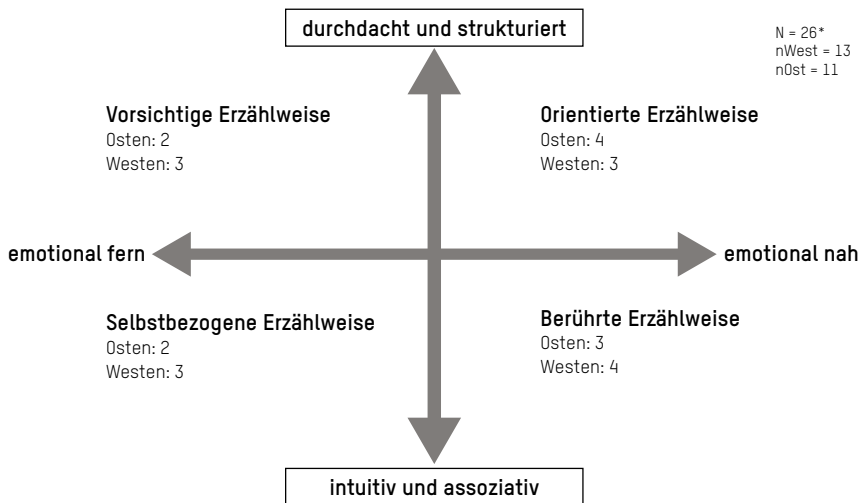 durchdacht und strukturiert
N = 26*
nWest = 13
nOst = 11
Vorsichtige Erzählweise
Osten: 2
Westen: 3
Orientierte Erzählweise
Osten: 4
Westen: 3
emotional fern
emotional nah
Selbstbezogene Erzählweise
Osten: 2
Westen: 3
Berührte Erzählweise
Osten: 3
Westen: 4
intuitiv und assoziativ